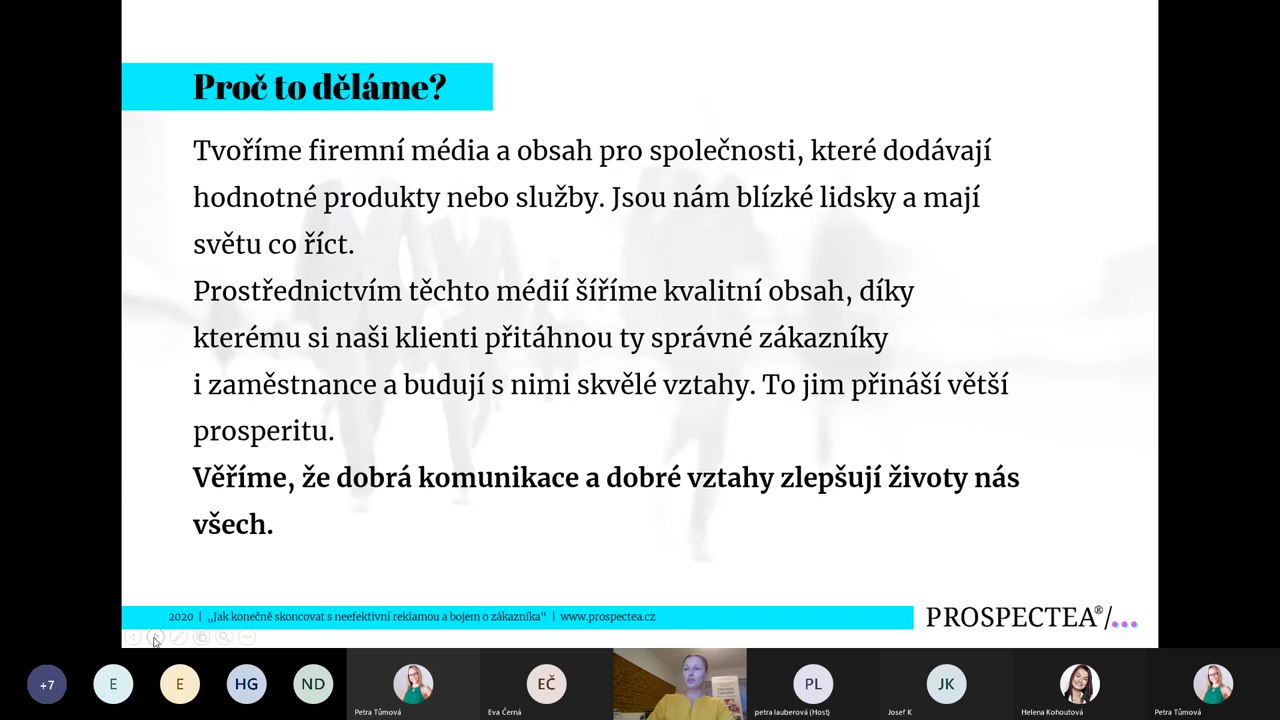 Proč to děláme?
Tvoříme firemní média a obsah pro společnosti, které dodávají
hodnotné produkty nebo služby. Jsou nám blízké lidsky a mají
světu co říct.
Prostřednictvím těchto médií šíříme kvalitní obsah, díky
kterému si naši klienti přitáhnou ty správné zákazníky
i zaměstnance a budují s nimi skvělé vztahy. To jim přináší větší
prosperitu.
Věříme, že dobrá komunikace a dobré vztahy zlepšují životy nás
všech.
2020 | „Jak konečně skoncovat s neefektivní reklamou a bojem o zákazníka“ | www.prospectea.cz
PROSPECTEA®/...
+7 E E HG ND EČ PL JK
Petra Tůmová Eva Černá petra lauberová (Host) Josef K Helena Kohoutová Petra Tůmová